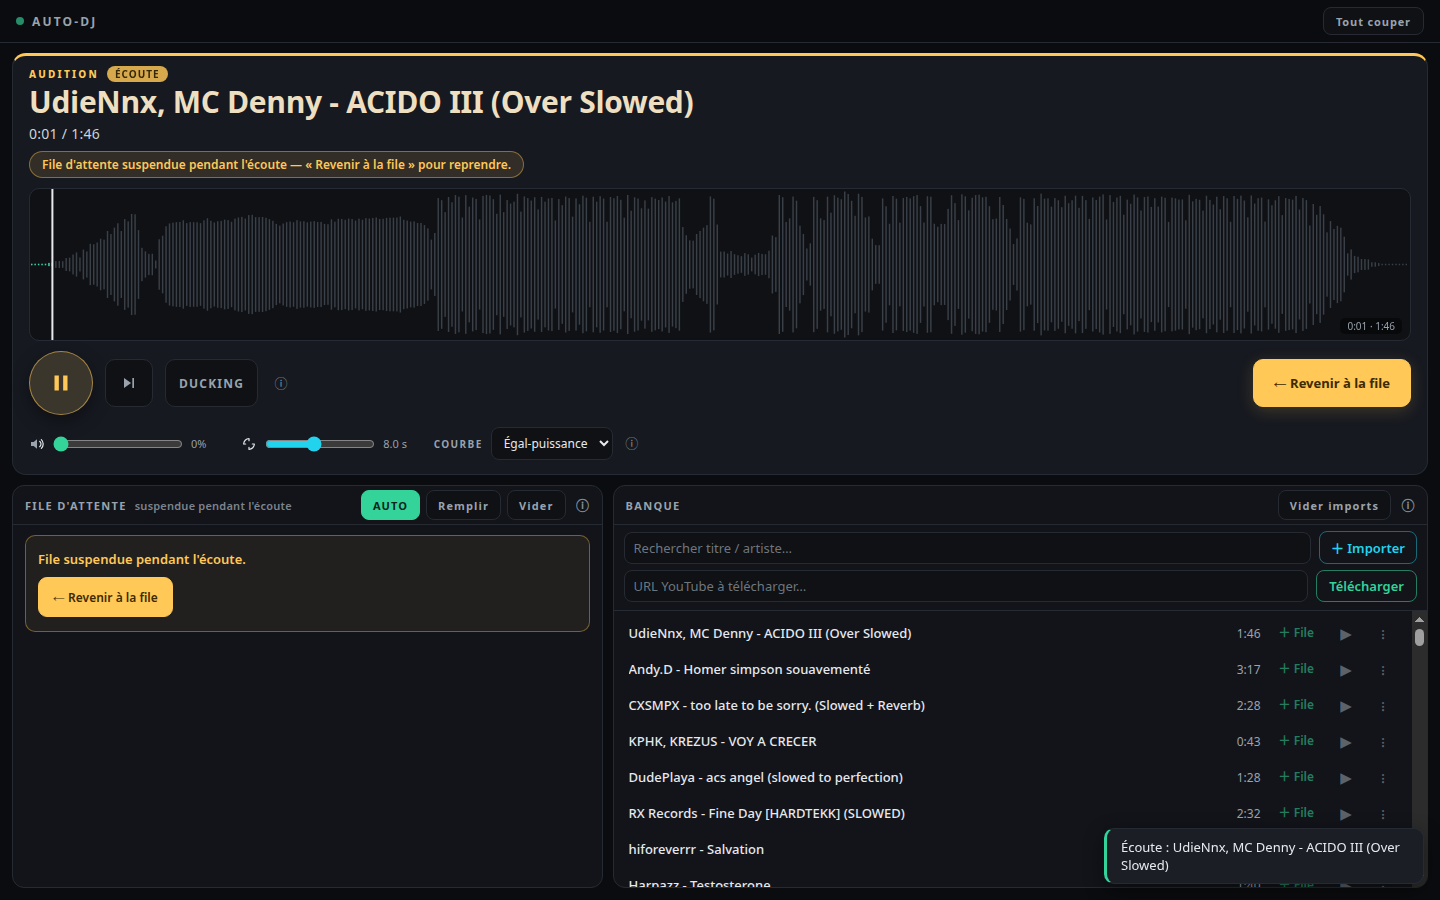 AUTO-DJ
Tout couper
AUDITION ÉCOUTE
UdieNnx, MC Denny - ACIDO III (Over Slowed)
0:01 / 1:46
File d'attente suspendue pendant l'écoute — « Revenir à la file » pour reprendre.
0:01 · 1:46
DUCKING
← Revenir à la file
0%
8.0 s
COURBE
Égal-puissance
FILE D'ATTENTE suspendue pendant l'écoute
AUTO
Remplir
Vider
File suspendue pendant l'écoute.
← Revenir à la file
BANQUE
Vider imports
Rechercher titre / artiste...
+ Importer
URL YouTube à télécharger...
Télécharger
UdieNnx, MC Denny - ACIDO III (Over Slowed) 1:46 + File
Andy.D - Homer simpson souavementé 3:17 + File
CXSMPX - too late to be sorry. (Slowed + Reverb) 2:28 + File
KPHK, KREZUS - VOY A CRECER 0:43 + File
DudePlaya - acs angel (slowed to perfection) 1:28 + File
RX Records - Fine Day [HARDTEKK] (SLOWED) 2:32 + File
hiforeverrr - Salvation
Harpazz - Testosterone
Écoute : UdieNnx, MC Denny - ACIDO III (Over
Slowed)